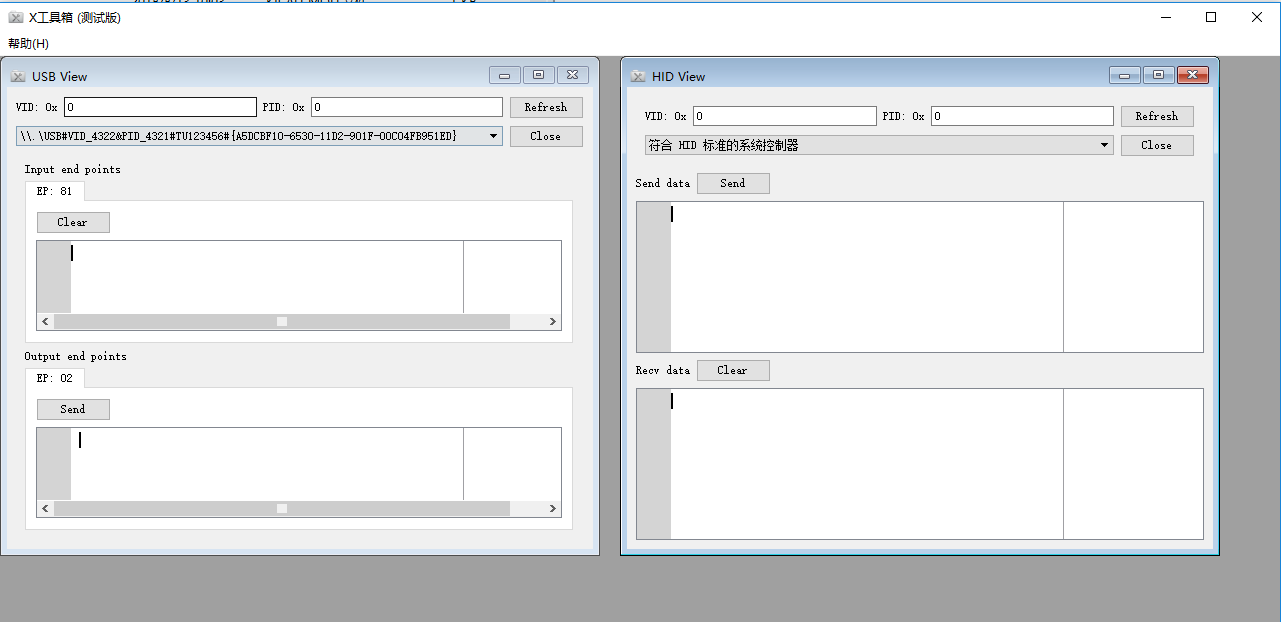 X工具箱 (测试版)
帮助(H)
USB View
VID: 0x 0 PID: 0x 0 Refresh
\\.\USB#VID_4322&PID_4321#TU123456#{A5DCBF10-6530-11D2-901F-00C04FB951ED} Close
Input end points
EP: 81
Clear
Output end points
EP: 02
Send
HID View
VID: 0x 0 PID: 0x 0 Refresh
符合 HID 标准的系统控制器 Close
Send data Send
Recv data Clear